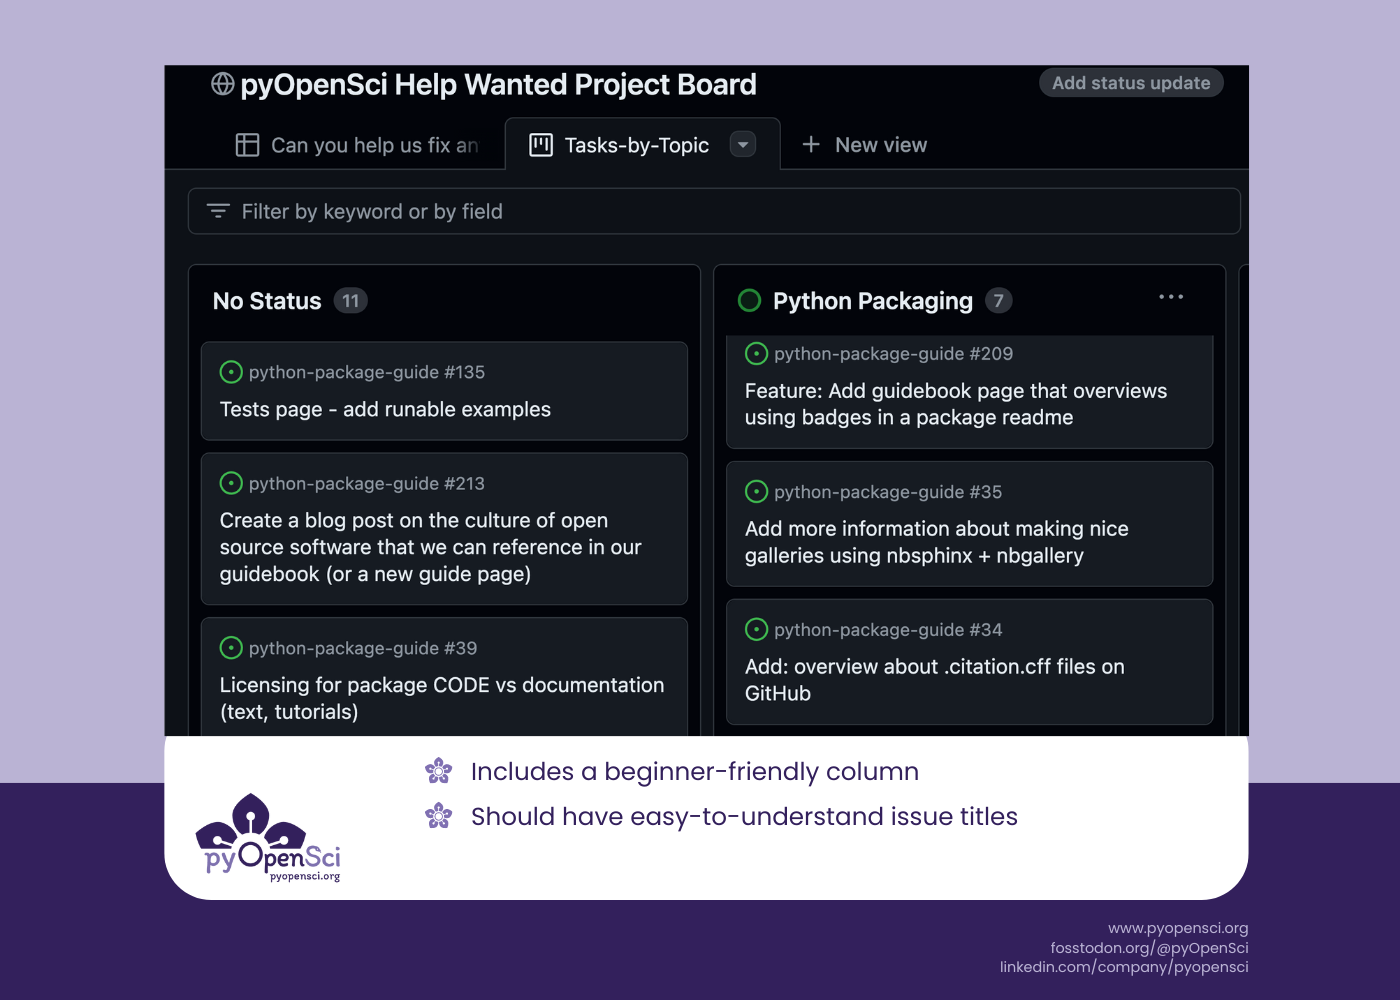 pyOpenSci Help Wanted Project Board
Add status update
Can you help us fix an
Tasks-by-Topic
New view
Filter by keyword or by field
No Status 11
python-package-guide #135
Tests page - add runable examples
python-package-guide #213
Create a blog post on the culture of open
source software that we can reference in our
guidebook (or a new guide page)
python-package-guide #39
Licensing for package CODE vs documentation
(text, tutorials)
Python Packaging 7
python-package-guide #209
Feature: Add guidebook page that overviews
using badges in a package readme
python-package-guide #35
Add more information about making nice
galleries using nbsphinx + nbgallery
python-package-guide #34
Add: overview about .citation.cff files on
GitHub
Includes a beginner-friendly column
Should have easy-to-understand issue titles
pyOpenSci
pyopensci.org
www.pyopensci.org
fosstodon.org/@pyOpenSci
linkedin.com/company/pyopensci